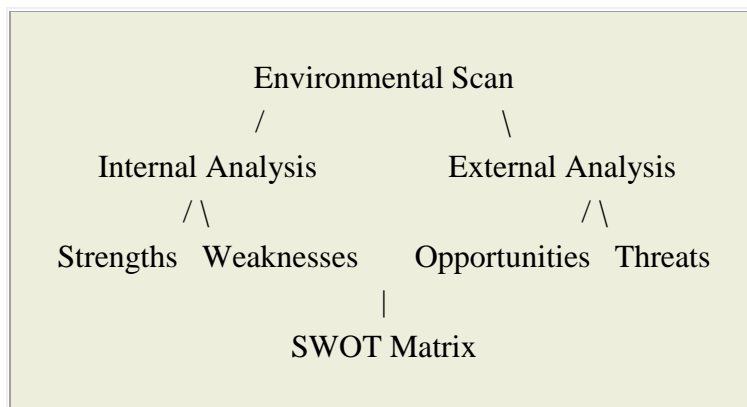 Environmental Scan
/ \
Internal Analysis External Analysis
/ \ / \
Strengths Weaknesses Opportunities Threats
|
SWOT Matrix